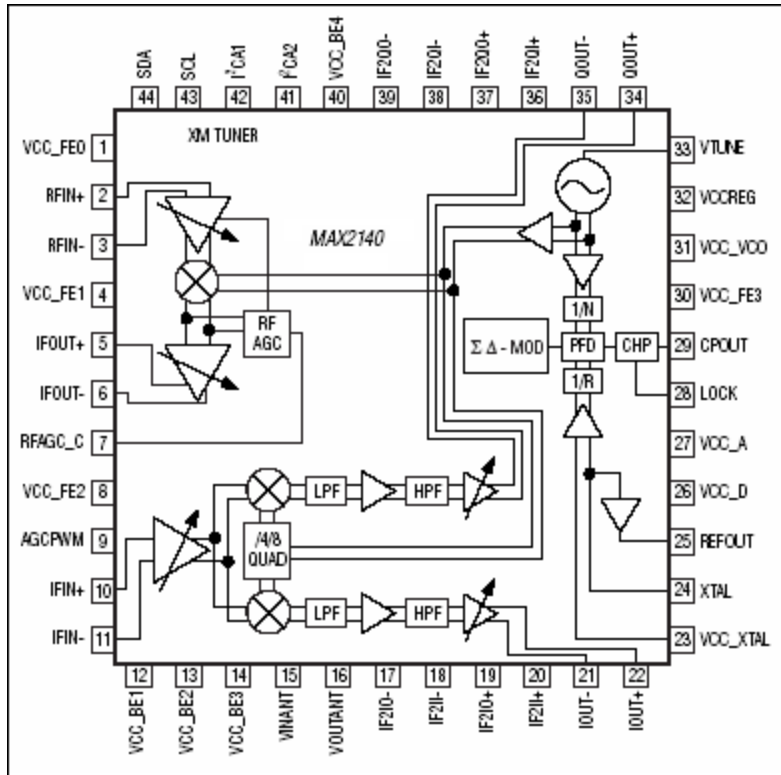 SDA
SCL
I²CA1
I²CA2
VCC_BE4
IF2QO-
IF2QI-
IF2QO+
IF2QI+
QOUT-
QOUT+
44
43
42
41
40
39
38
37
36
35
34
XM TUNER
MAX2140
VCC_FE0 1
RFIN+ 2
RFIN- 3
VCC_FE1 4
IFOUT+ 5
IFOUT- 6
RFAGC_C 7
VCC_FE2 8
AGCPWM 9
IFIN+ 10
IFIN- 11
33 VTUNE
32 VCCREG
31 VCC_VCO
30 VCC_FE3
29 CPOUT
28 LOCK
27 VCC_A
26 VCC_D
25 REFOUT
24 XTAL
23 VCC_XTAL
RF
AGC
1/N
Σ Δ - MOD
PFD
CHP
1/R
LPF
HPF
/4/8
QUAD
LPF
HPF
12
13
14
15
16
17
18
19
20
21
22
VCC_BE1
VCC_BE2
VCC_BE3
VINANT
VOUTANT
IF2IO-
IF2II-
IF2IO+
IF2II+
IOUT-
IOUT+